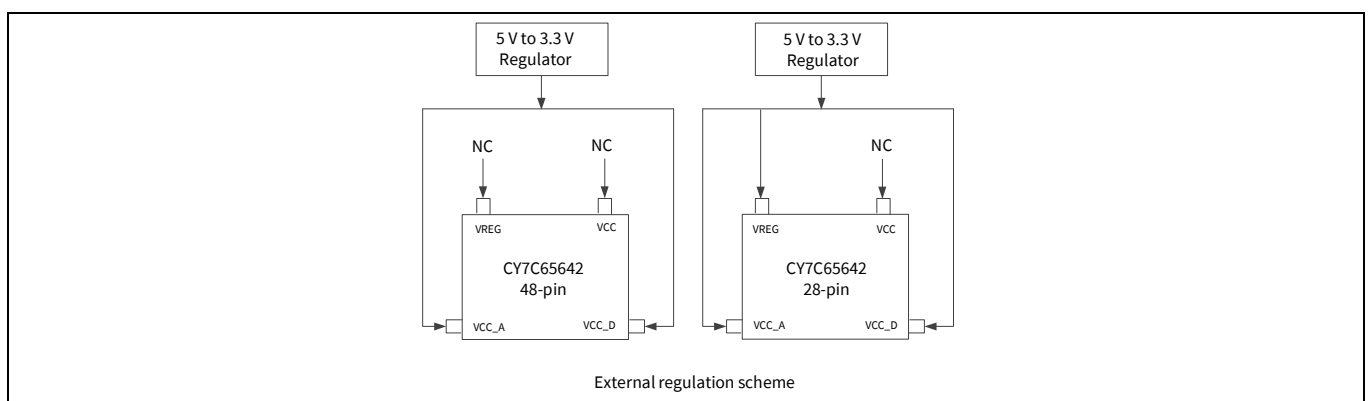 5 V to 3.3 V
Regulator
5 V to 3.3 V
Regulator
NC
NC
NC
VREG
VCC
VREG
VCC
CY7C65642
48-pin
CY7C65642
28-pin
VCC_A
VCC_D
VCC_A
VCC_D
External regulation scheme